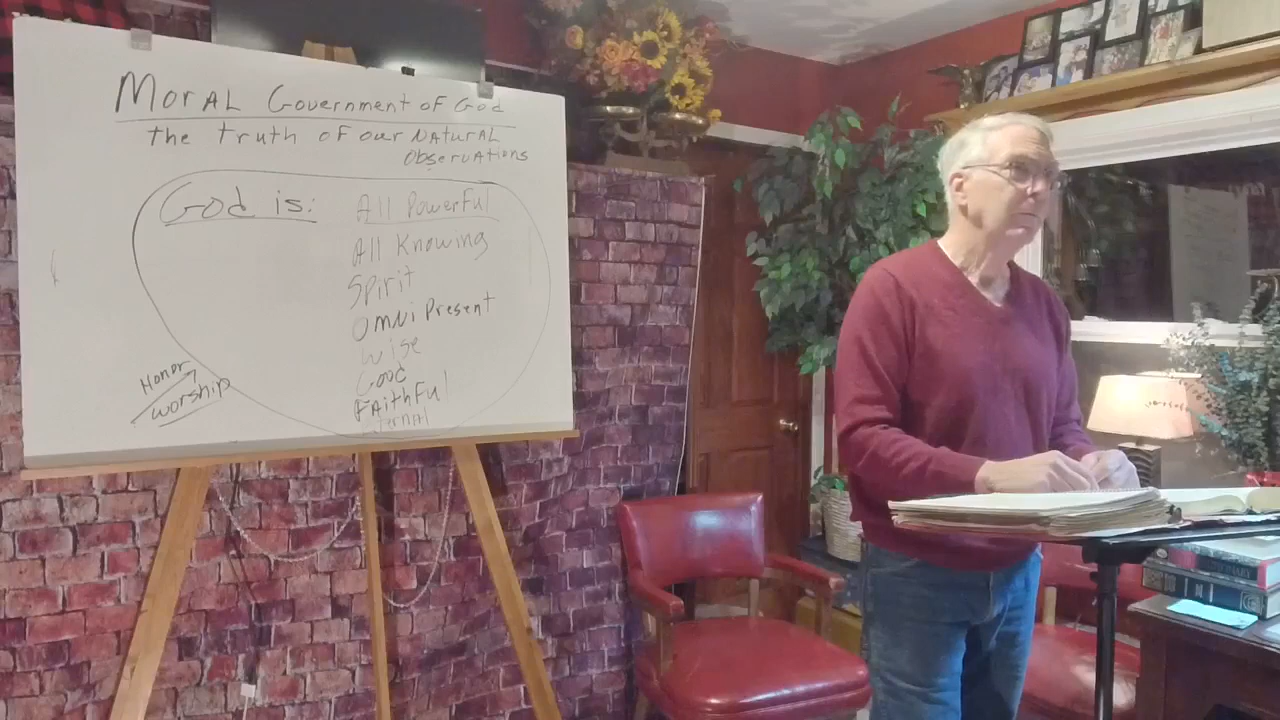 MorAL Government of God
the truth of our NATurAL
ObservATions
God is: All Powerful
All Knowing
Spirit
OmNi Present
Wise
Good
FAithFul
Honor
worship